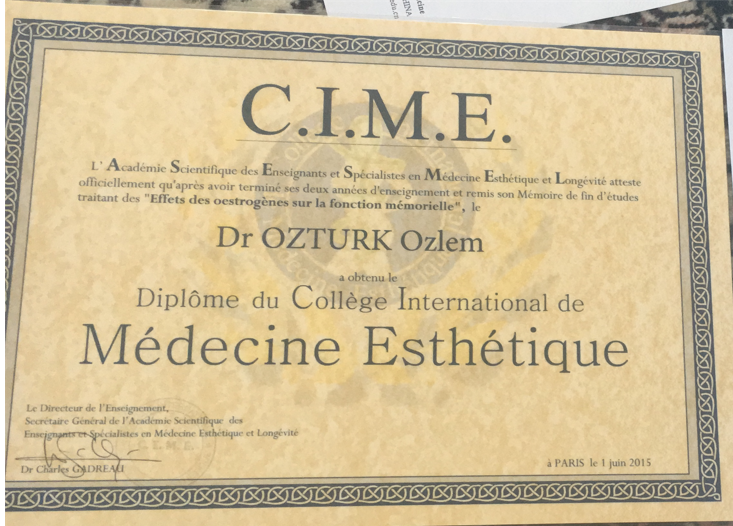 cine
HINA
edu.cn
C.I.M.E.
L' Académie Scientifique des Enseignants et Spécialistes en Médecine Esthétique et Longévité atteste
officiellement qu'après avoir terminé ses deux années d'enseignement et remis son Mémoire de fin d'études
traitant des "Effets des oestrogènes sur la fonction mémorielle", le
Dr OZTURK Ozlem
a obtenu le
Diplôme du Collège International de
Médecine Esthétique
Le Directeur de l'Enseignement,
Secrétaire Général de l'Académie Scientifique des
Enseignants et Spécialistes en Médecine Esthétique et Longévité
C.I.M.E.
Dr Charles GADREAU
à PARIS le 1 juin 2015